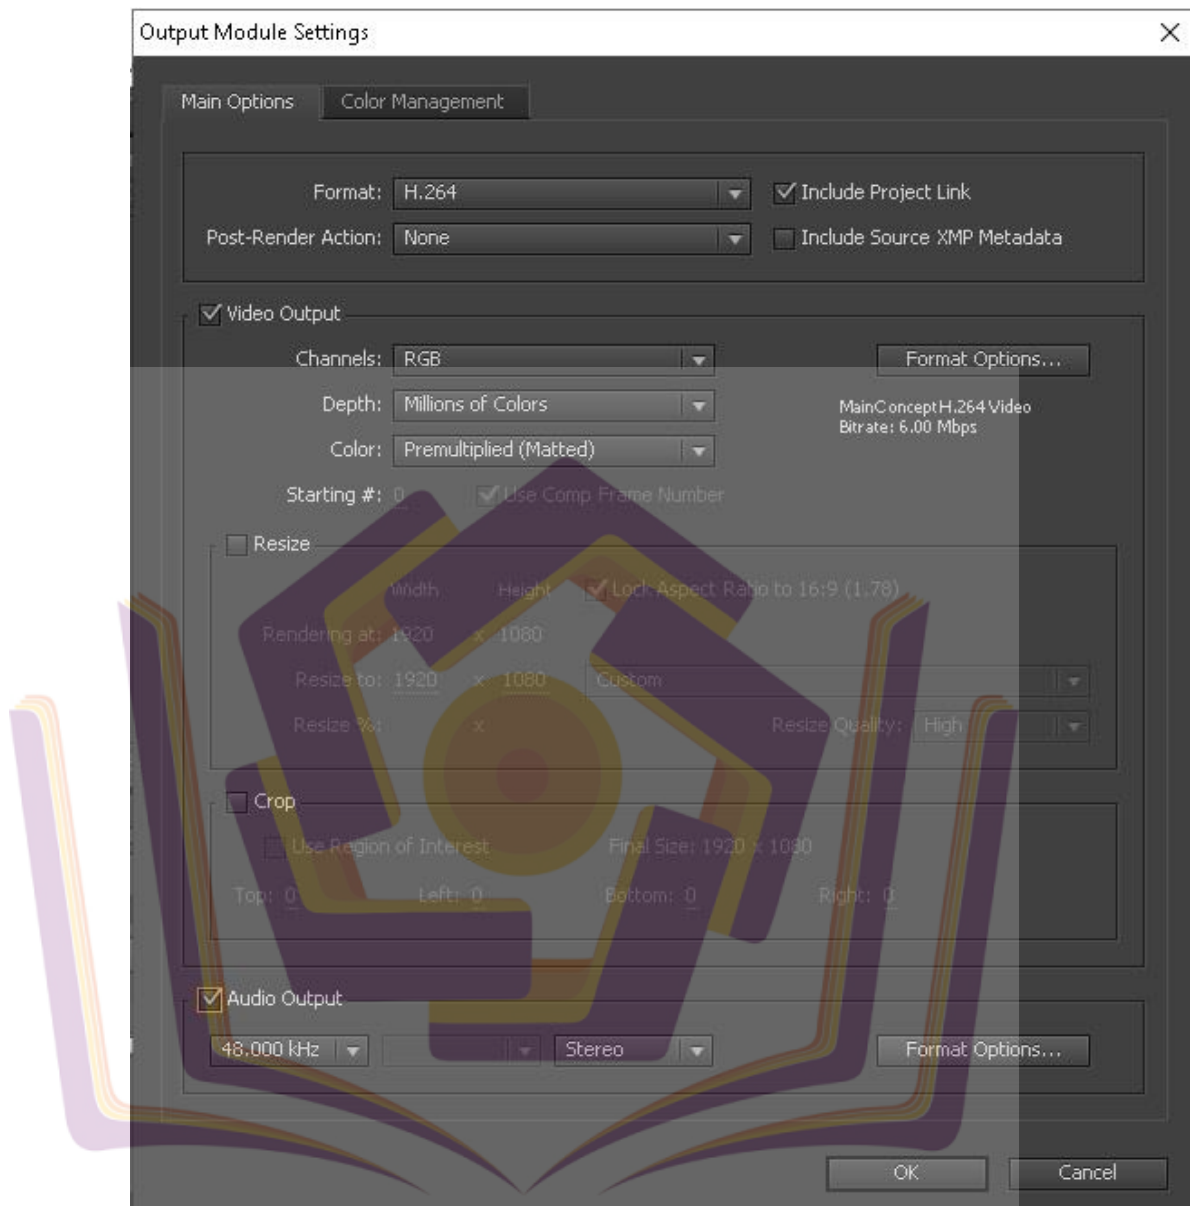 Output Module Settings
Main Options Color Management
Format: H.264 Include Project Link
Post-Render Action: None Include Source XMP Metadata
Video Output
Channels: RGB Format Options...
Depth: Millions of Colors MainConcept H.264 Video
Bitrate: 6.00 Mbps
Color: Premultiplied (Matted)
Starting #: 0 Use Comp Frame Number
Resize
Width Height Lock Aspect Ratio to 16:9 (1.78)
Rendering at: 1920 x 1080
Resize to: 1920 x 1080 Custom
Resize %: x Resize Quality: High
Crop
Use Region of Interest Final Size: 1920 x 1080
Top: 0 Left: 0 Bottom: 0 Right: 0
Audio Output
48.000 kHz Stereo Format Options...
OK Cancel